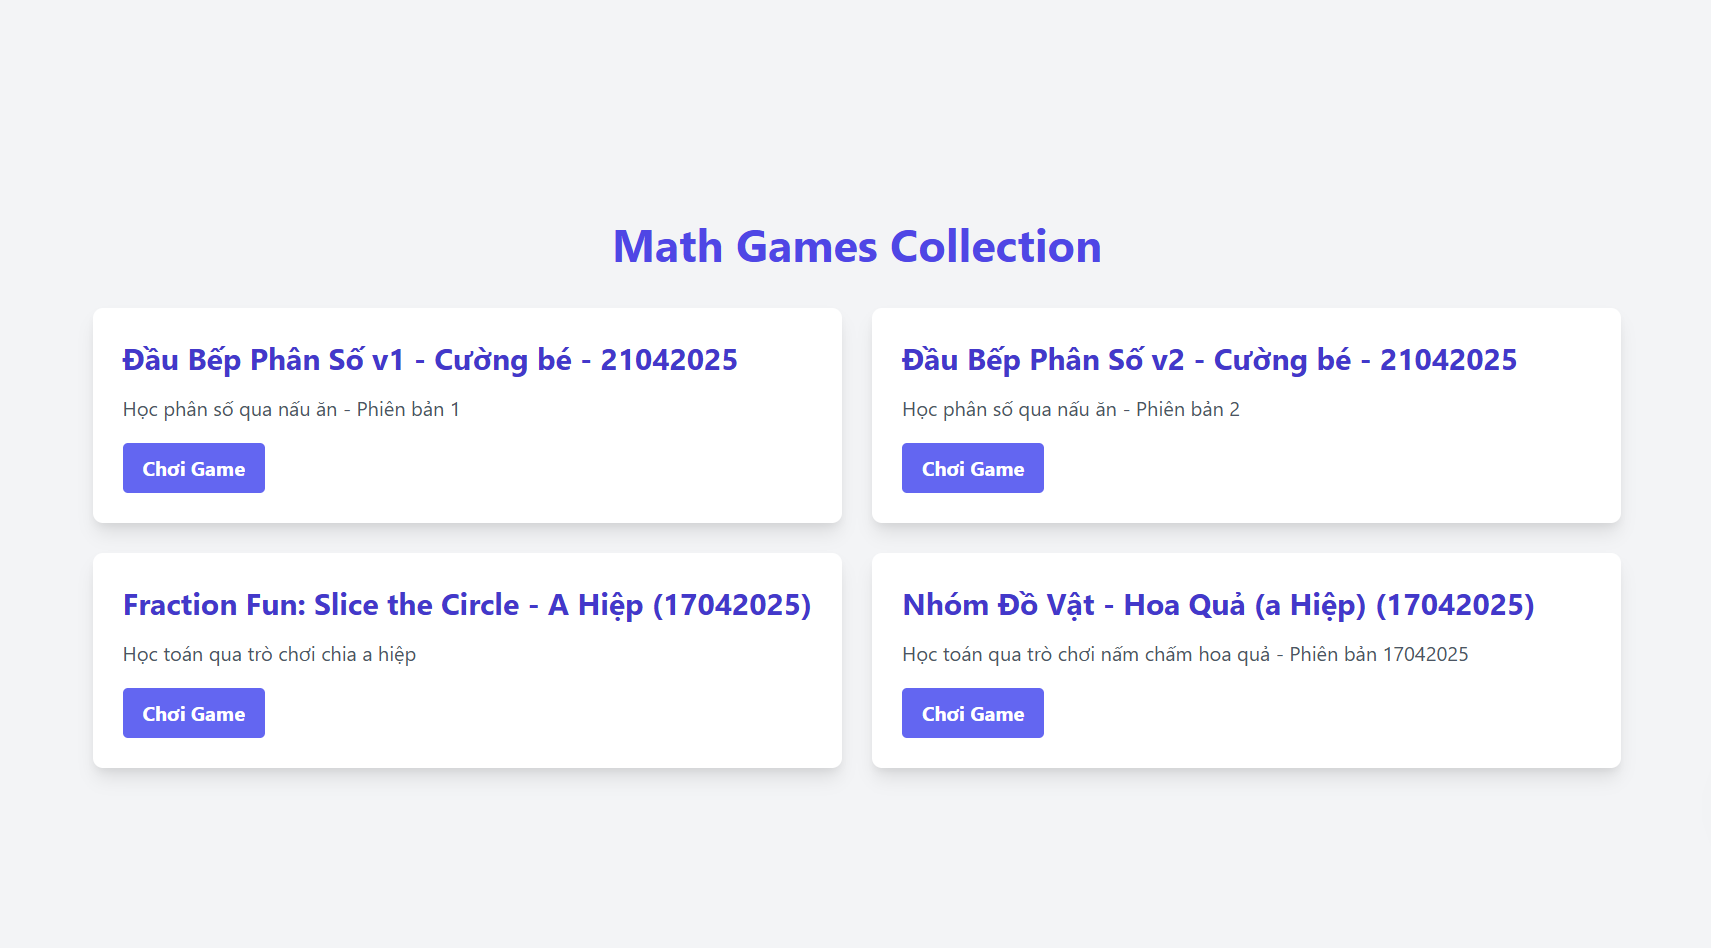 Math Games Collection
Đầu Bếp Phân Số v1 - Cường bé - 21042025
Học phân số qua nấu ăn - Phiên bản 1
Chơi Game
Đầu Bếp Phân Số v2 - Cường bé - 21042025
Học phân số qua nấu ăn - Phiên bản 2
Chơi Game
Fraction Fun: Slice the Circle - A Hiệp (17042025)
Học toán qua trò chơi chia a hiệp
Chơi Game
Nhóm Đồ Vật - Hoa Quả (a Hiệp) (17042025)
Học toán qua trò chơi nấm chấm hoa quả - Phiên bản 17042025
Chơi Game